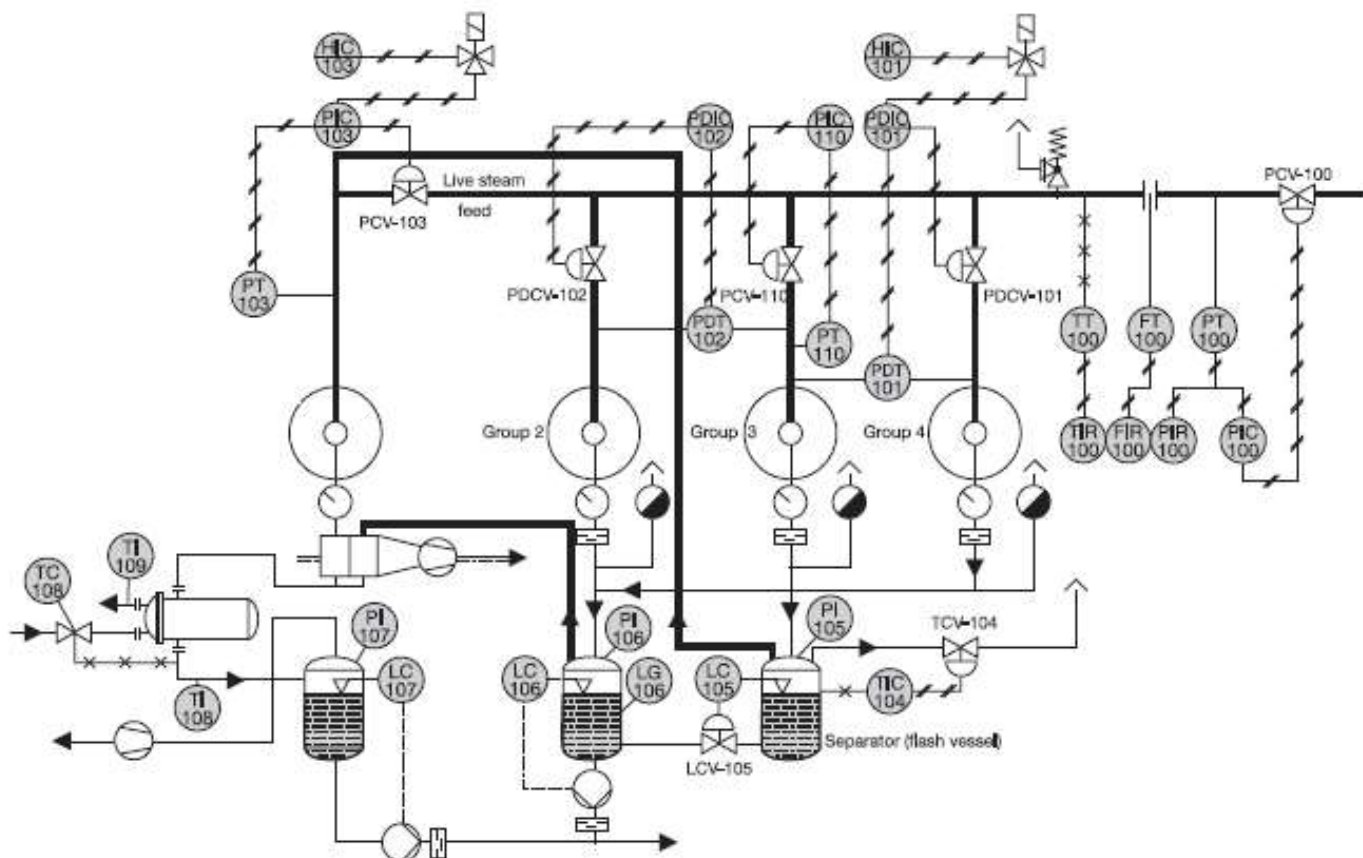 HIC
103
HIC
101
PIC
103
PDIC
102
PIC
110
PDIC
101
PCV-100
Live steam
feed
PCV-103
PT
103
PDCV-102
PCV-110
PDCV-101
PDT
102
PT
110
PDT
101
TT
100
FT
100
PT
100
TIR
100
FIR
100
PIR
100
PIC
100
Group 2
Group 3
Group 4
TI
109
TC
108
PI
107
PI
106
PI
105
TCV-104
LC
107
LC
106
LG
106
LC
105
TIC
104
TI
108
LCV-105
Separator (flash vessel)